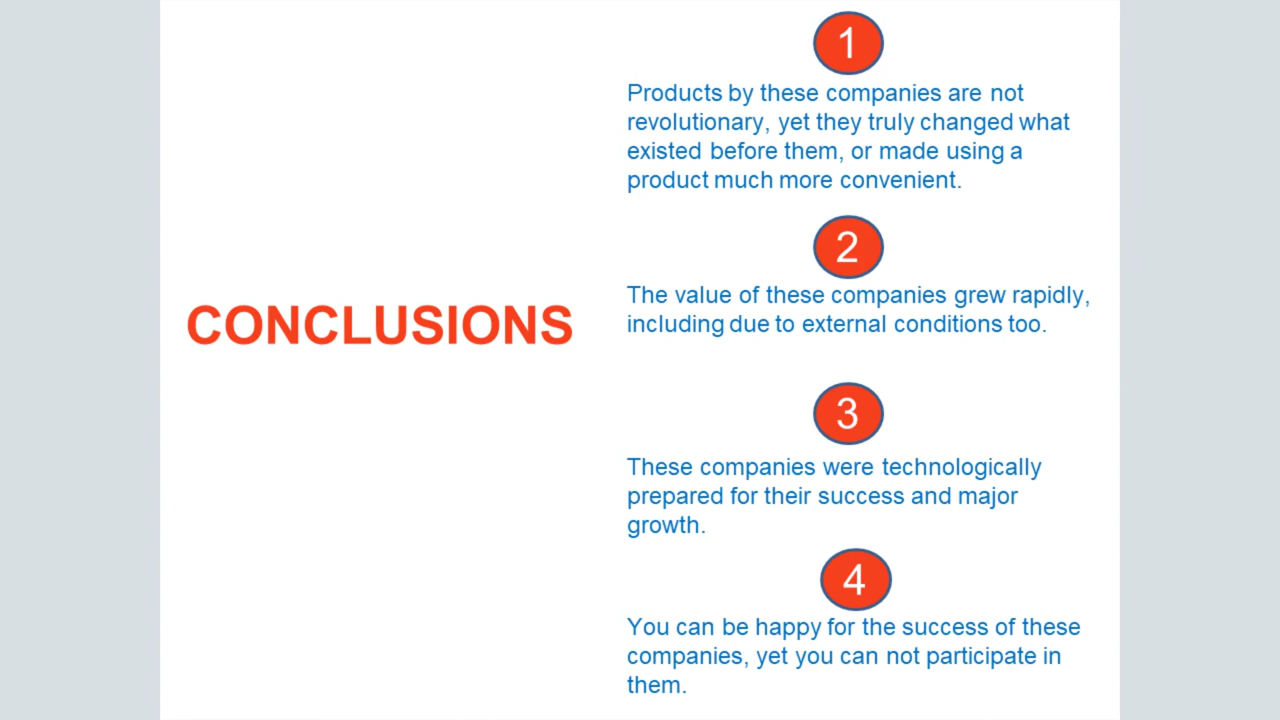 CONCLUSIONS
1
Products by these companies are not
revolutionary, yet they truly changed what
existed before them, or made using a
product much more convenient.
2
The value of these companies grew rapidly,
including due to external conditions too.
3
These companies were technologically
prepared for their success and major
growth.
4
You can be happy for the success of these
companies, yet you can not participate in
them.